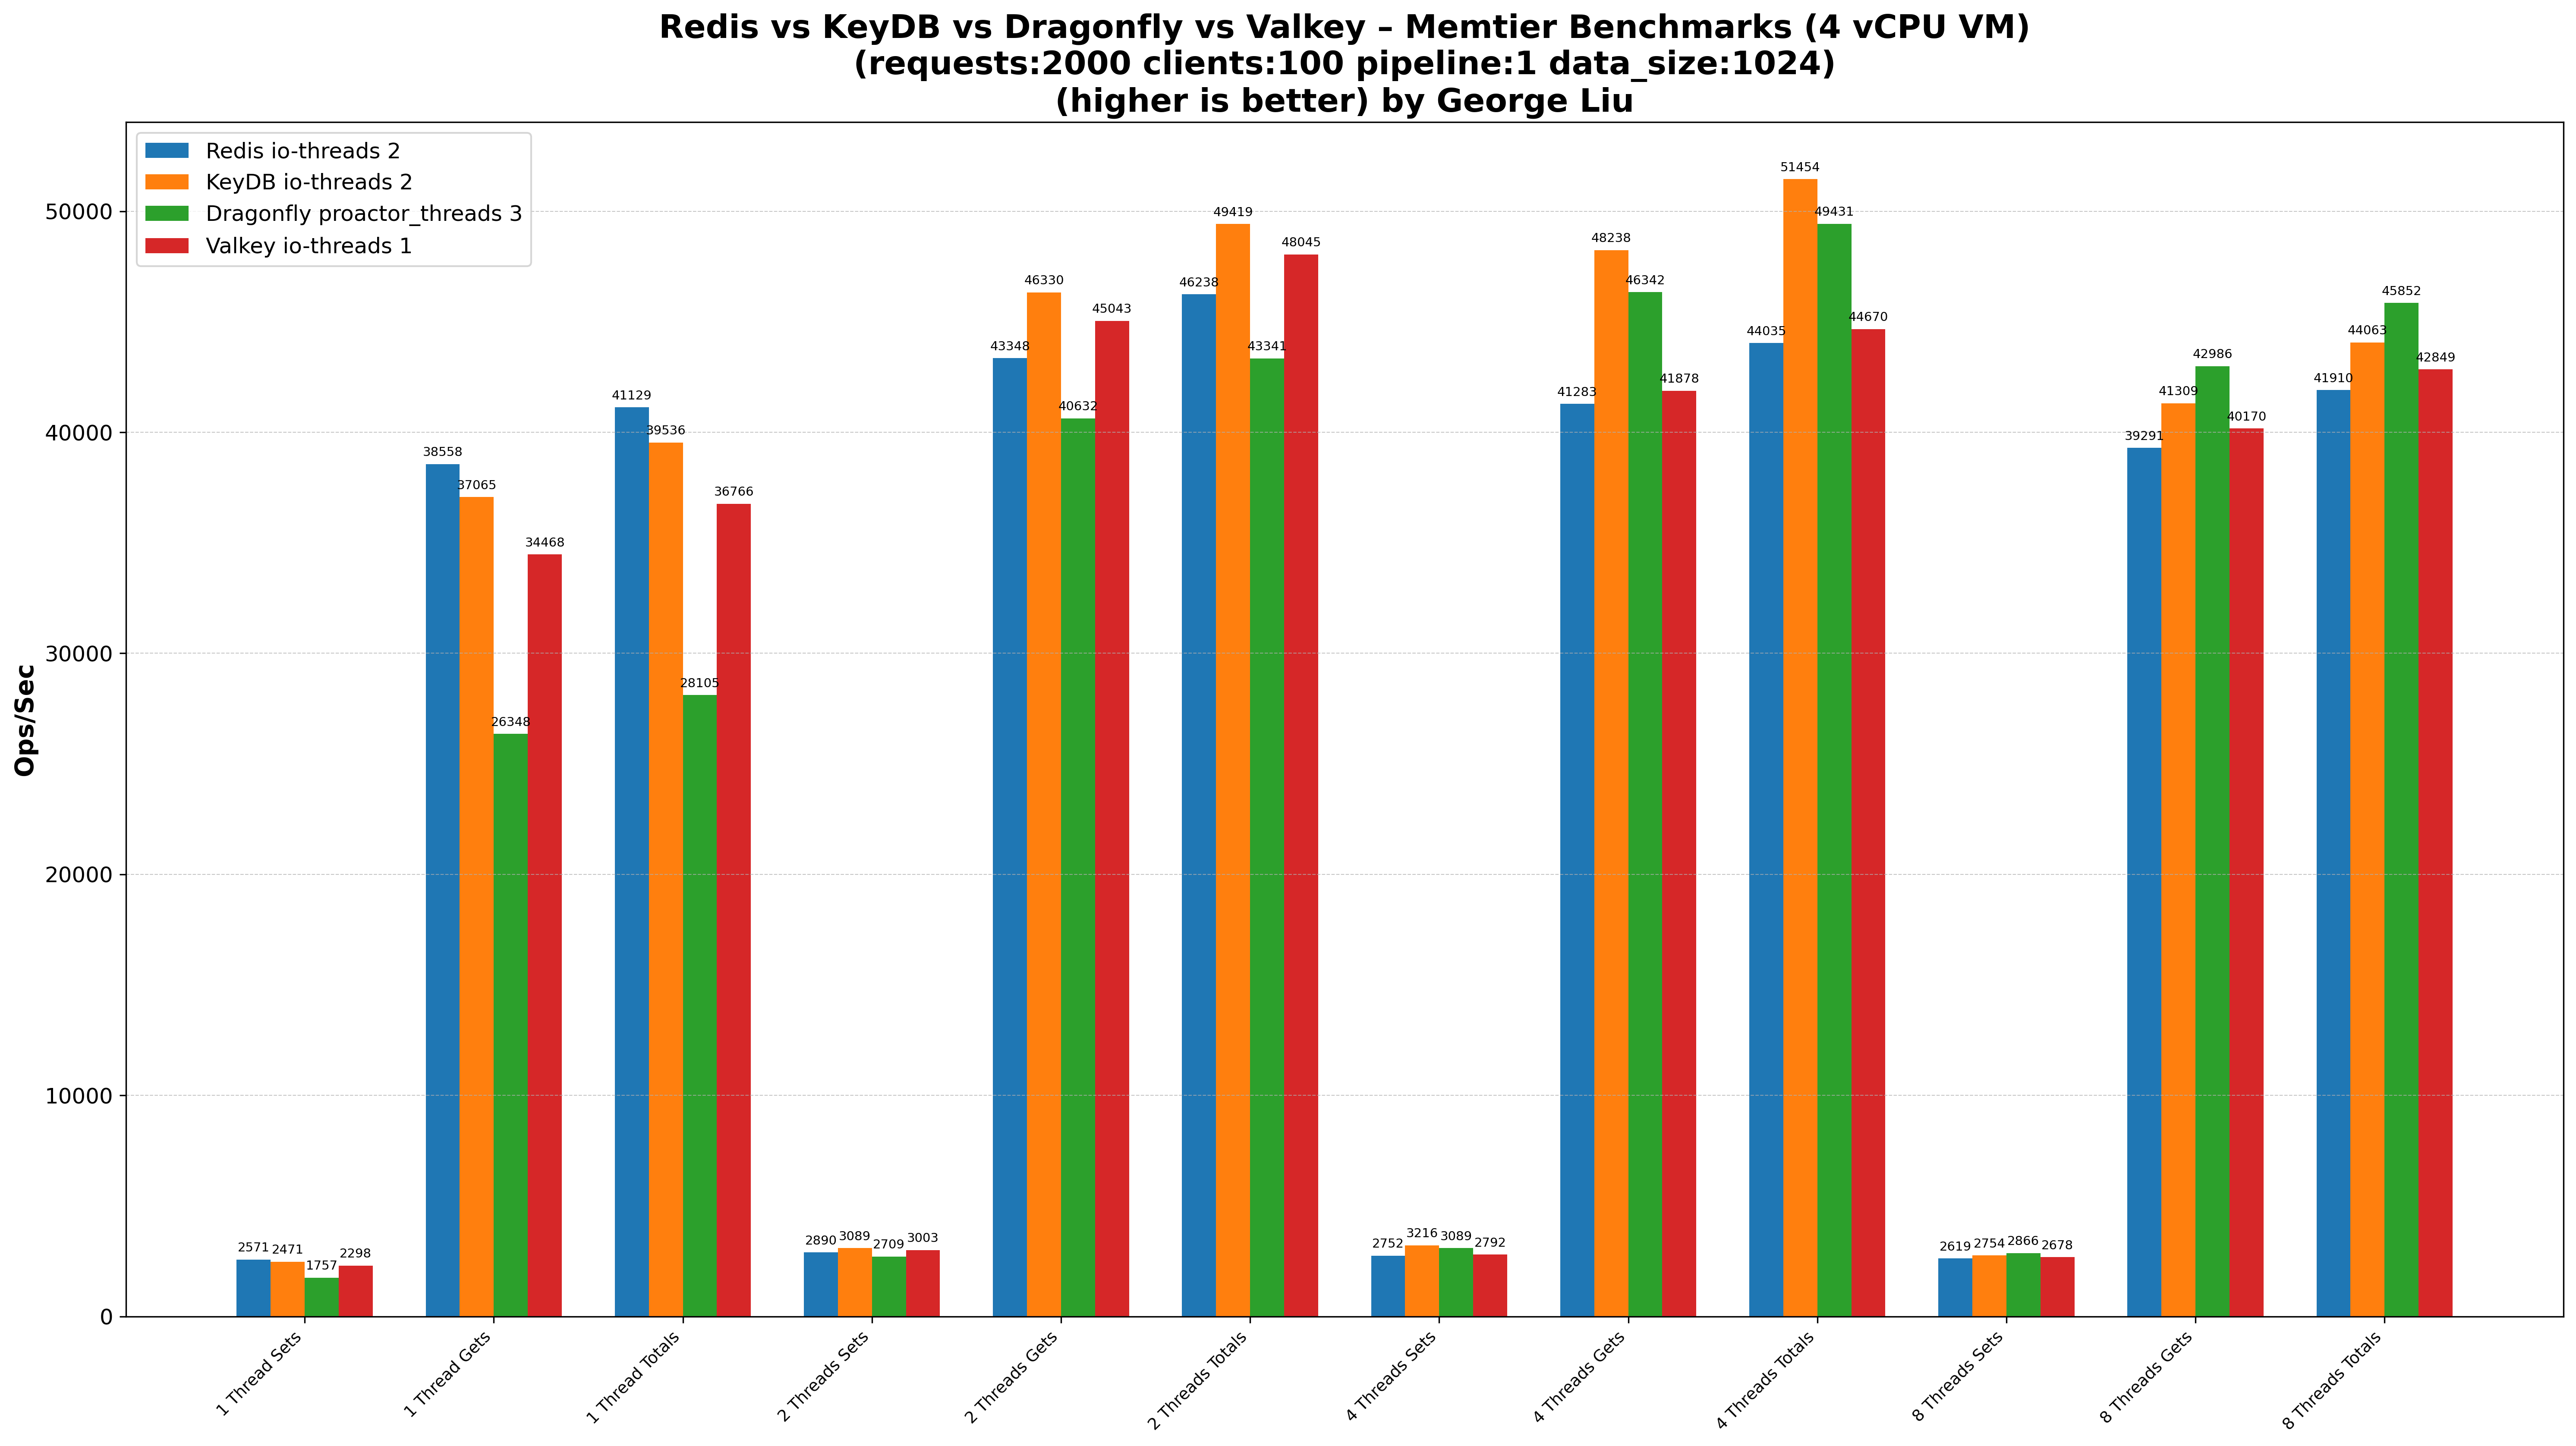 Redis vs KeyDB vs Dragonfly vs Valkey – Memtier Benchmarks (4 vCPU VM)
(requests:2000 clients:100 pipeline:1 data_size:1024)
(higher is better) by George Liu
Redis io-threads 2
KeyDB io-threads 2
Dragonfly proactor_threads 3
Valkey io-threads 1
Ops/Sec
50000
40000
30000
20000
10000
0
2571 2471 1757 2298
38558 37065 26348 34468
41129 39536 28105 36766
2890 3089 2709 3003
43348 46330 40632 45043
46238 49419 43341 48045
2752 3216 3089 2792
41283 48238 46342 41878
44035 51454 49431 44670
2619 2754 2866 2678
39291 41309 42986 40170
41910 44063 45852 42849
1 Thread Sets
1 Thread Gets
1 Thread Totals
2 Threads Sets
2 Threads Gets
2 Threads Totals
4 Threads Sets
4 Threads Gets
4 Threads Totals
8 Threads Sets
8 Threads Gets
8 Threads Totals